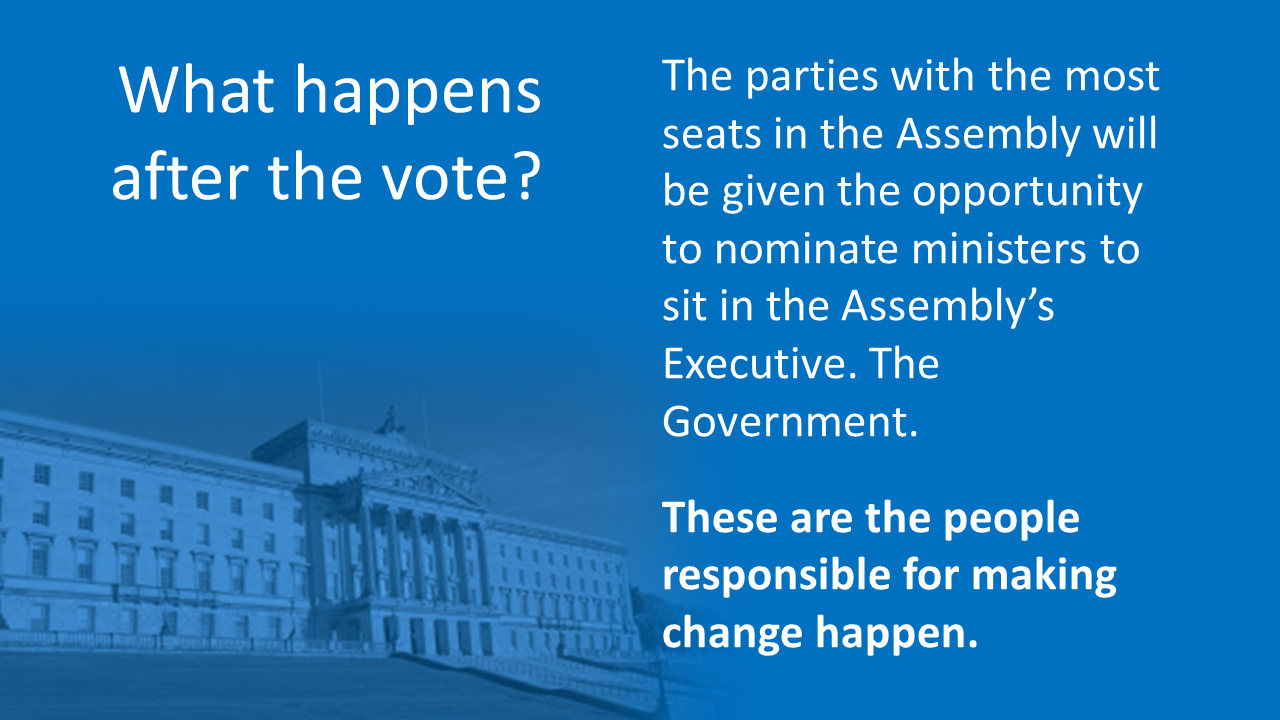 What happens
after the vote?
The parties with the most
seats in the Assembly will
be given the opportunity
to nominate ministers to
sit in the Assembly’s
Executive. The
Government.
These are the people
responsible for making
change happen.